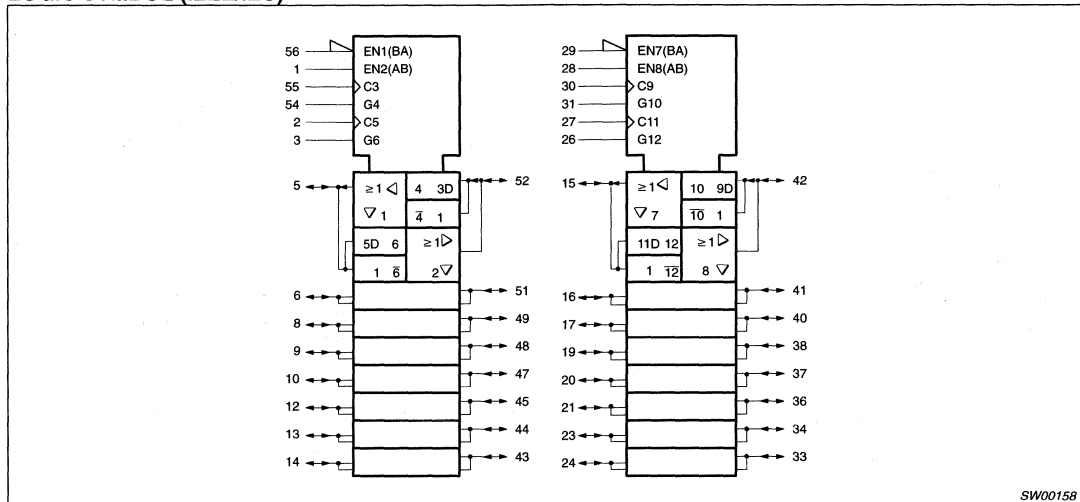 56 EN1(BA)
1 EN2(AB)
55 C3
54 G4
2 C5
3 G6
5 ≥1 ◁ 4 3D 52
▽ 1 4̅ 1
5D 6 ≥1 ▷
1 6̅ 2 ▽
6 51
8 49
9 48
10 47
12 45
13 44
14 43
29 EN7(BA)
28 EN8(AB)
30 C9
31 G10
27 C11
26 G12
15 ≥1 ◁ 10 9D 42
▽ 7 1̅0̅ 1
11D 12 ≥1 ▷
1 1̅2̅ 8 ▽
16 41
17 40
19 38
20 37
21 36
23 34
24 33
SW00158